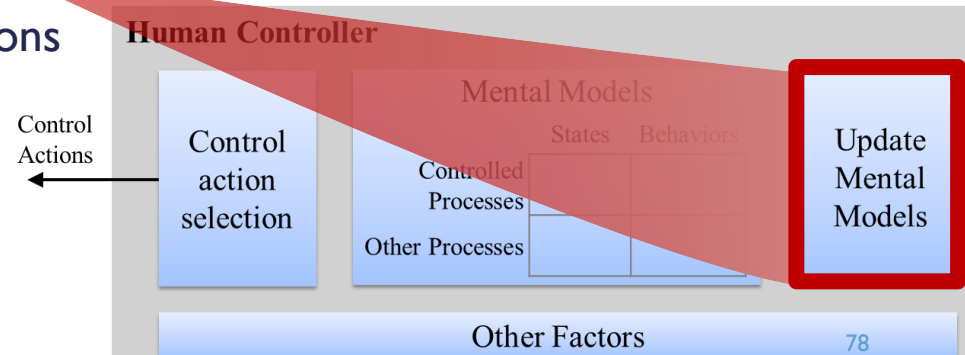 ons
Human Controller
Control
Actions
Control
action
selection
Mental Models
States Behaviors
Controlled
Processes
Other Processes
Update
Mental
Models
Other Factors
78